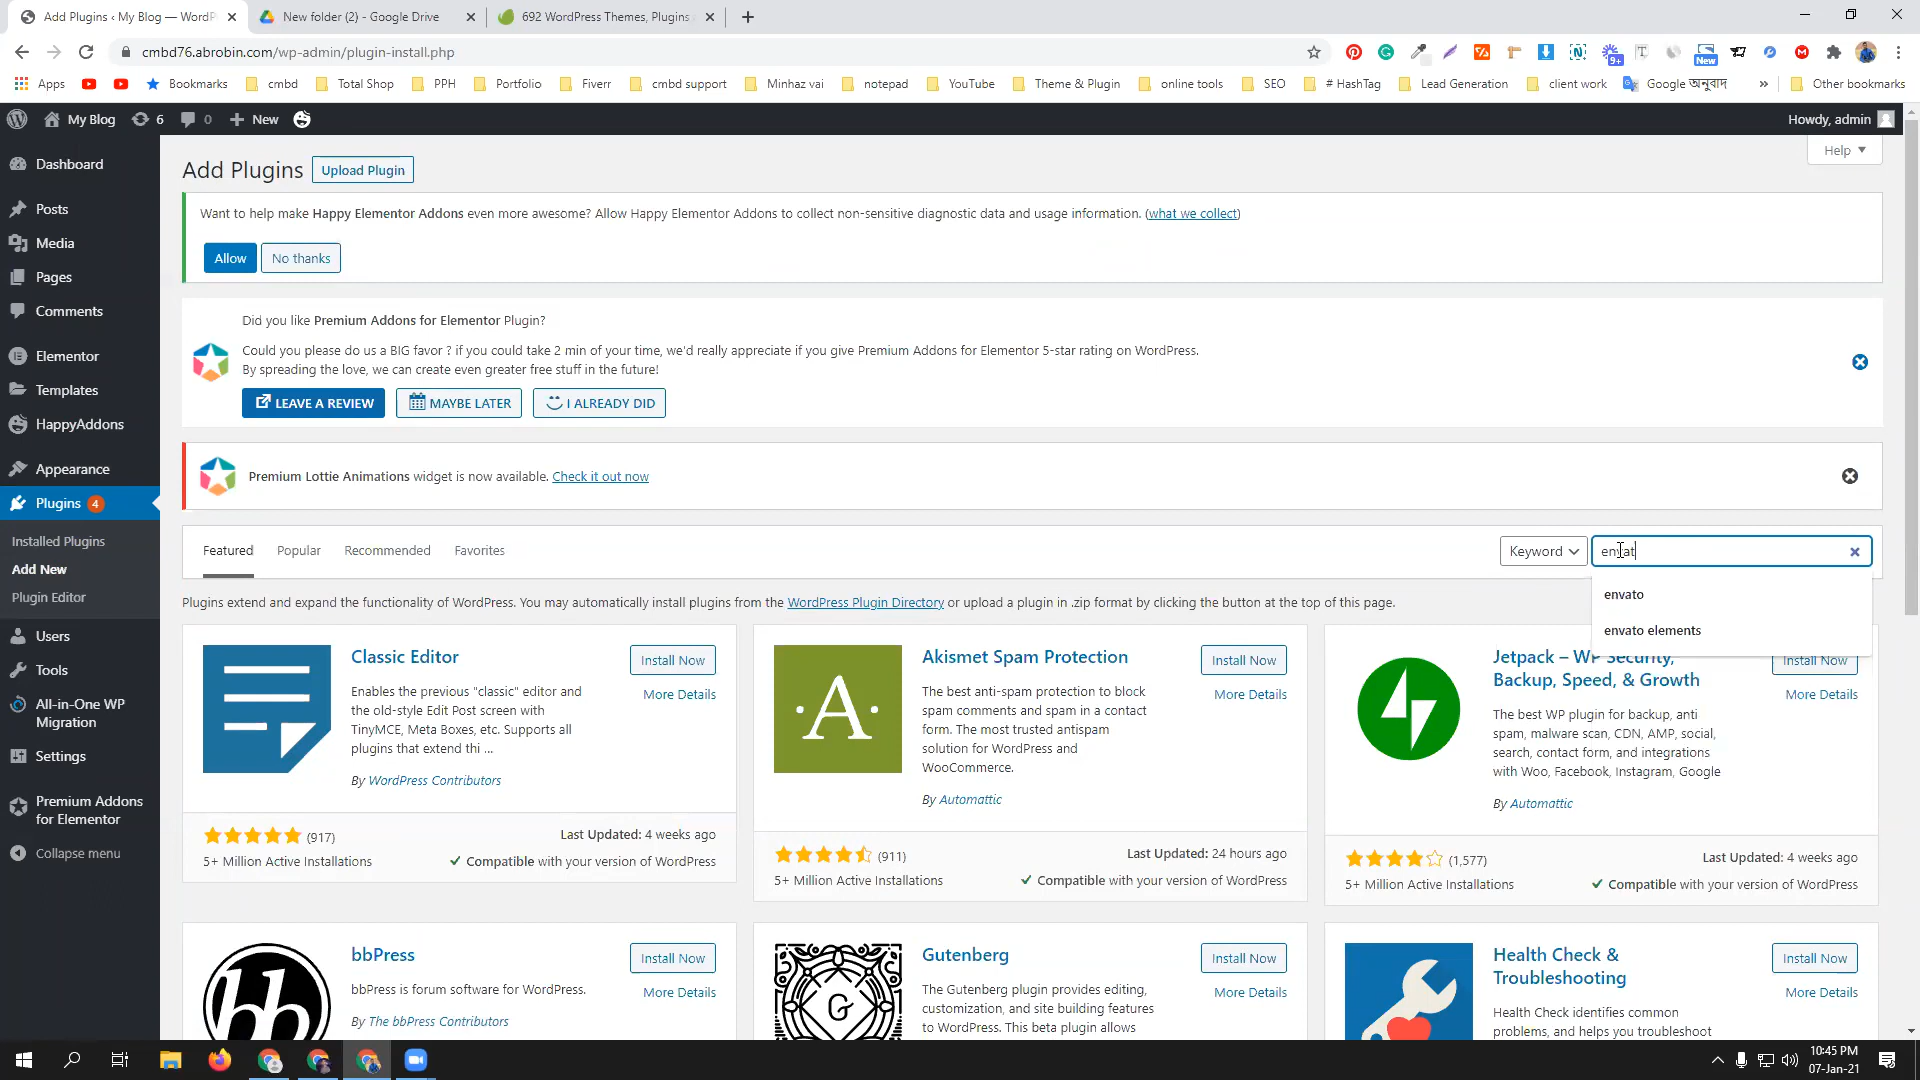 Add Plugins ‹ My Blog — WordP
New folder (2) - Google Drive
692 WordPress Themes, Plugins
cmbd76.abrobin.com/wp-admin/plugin-install.php
9+
New
Apps
Bookmarks
cmbd
Total Shop
PPH
Portfolio
Fiverr
cmbd support
Minhaz vai
notepad
YouTube
Theme & Plugin
online tools
SEO
# HashTag
Lead Generation
client work
Google অনুবাদ
»
Other bookmarks
My Blog
6
0
New
Howdy, admin
Help
Dashboard
Posts
Media
Pages
Comments
Elementor
Templates
HappyAddons
Appearance
Plugins 4
Installed Plugins
Add New
Plugin Editor
Users
Tools
All-in-One WP
Migration
Settings
Premium Addons
for Elementor
Collapse menu
Add Plugins
Upload Plugin
Want to help make Happy Elementor Addons even more awesome? Allow Happy Elementor Addons to collect non-sensitive diagnostic data and usage information. (what we collect)
Allow
No thanks
Did you like Premium Addons for Elementor Plugin?
Could you please do us a BIG favor ? if you could take 2 min of your time, we'd really appreciate if you give Premium Addons for Elementor 5-star rating on WordPress.
By spreading the love, we can create even greater free stuff in the future!
LEAVE A REVIEW
MAYBE LATER
I ALREADY DID
Premium Lottie Animations widget is now available. Check it out now
Featured
Popular
Recommended
Favorites
Keyword
envat
envato
envato elements
Plugins extend and expand the functionality of WordPress. You may automatically install plugins from the WordPress Plugin Directory or upload a plugin in .zip format by clicking the button at the top of this page.
Classic Editor
Install Now
More Details
Enables the previous "classic" editor and
the old-style Edit Post screen with
TinyMCE, Meta Boxes, etc. Supports all
plugins that extend thi ...
By WordPress Contributors
(917)
Last Updated: 4 weeks ago
5+ Million Active Installations
Compatible with your version of WordPress
A
Akismet Spam Protection
Install Now
More Details
The best anti-spam protection to block
spam comments and spam in a contact
form. The most trusted antispam
solution for WordPress and
WooCommerce.
By Automattic
(911)
Last Updated: 24 hours ago
5+ Million Active Installations
Compatible with your version of WordPress
Jetpack – WP Security,
Backup, Speed, & Growth
Install Now
More Details
The best WP plugin for backup, anti
spam, malware scan, CDN, AMP, social,
search, contact form, and integrations
with Woo, Facebook, Instagram, Google
By Automattic
(1,577)
Last Updated: 4 weeks ago
5+ Million Active Installations
Compatible with your version of WordPress
bb
bbPress
Install Now
More Details
bbPress is forum software for WordPress.
By The bbPress Contributors
G
Gutenberg
Install Now
More Details
The Gutenberg plugin provides editing,
customization, and site building features
to WordPress. This beta plugin allows
Health Check &
Troubleshooting
Install Now
More Details
Health Check identifies common
problems, and helps you troubleshoot
10:45 PM
07-Jan-21